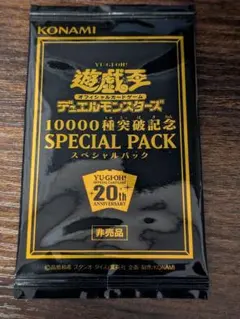 KONAMI
YU-GI-OH!
遊戯王
オフィシャルカードゲーム
デュエルモンスターズ
10000種突破記念
SPECIAL PACK
スペシャルパック
YU-GI-OH!
20th
ANNIVERSARY
非売品